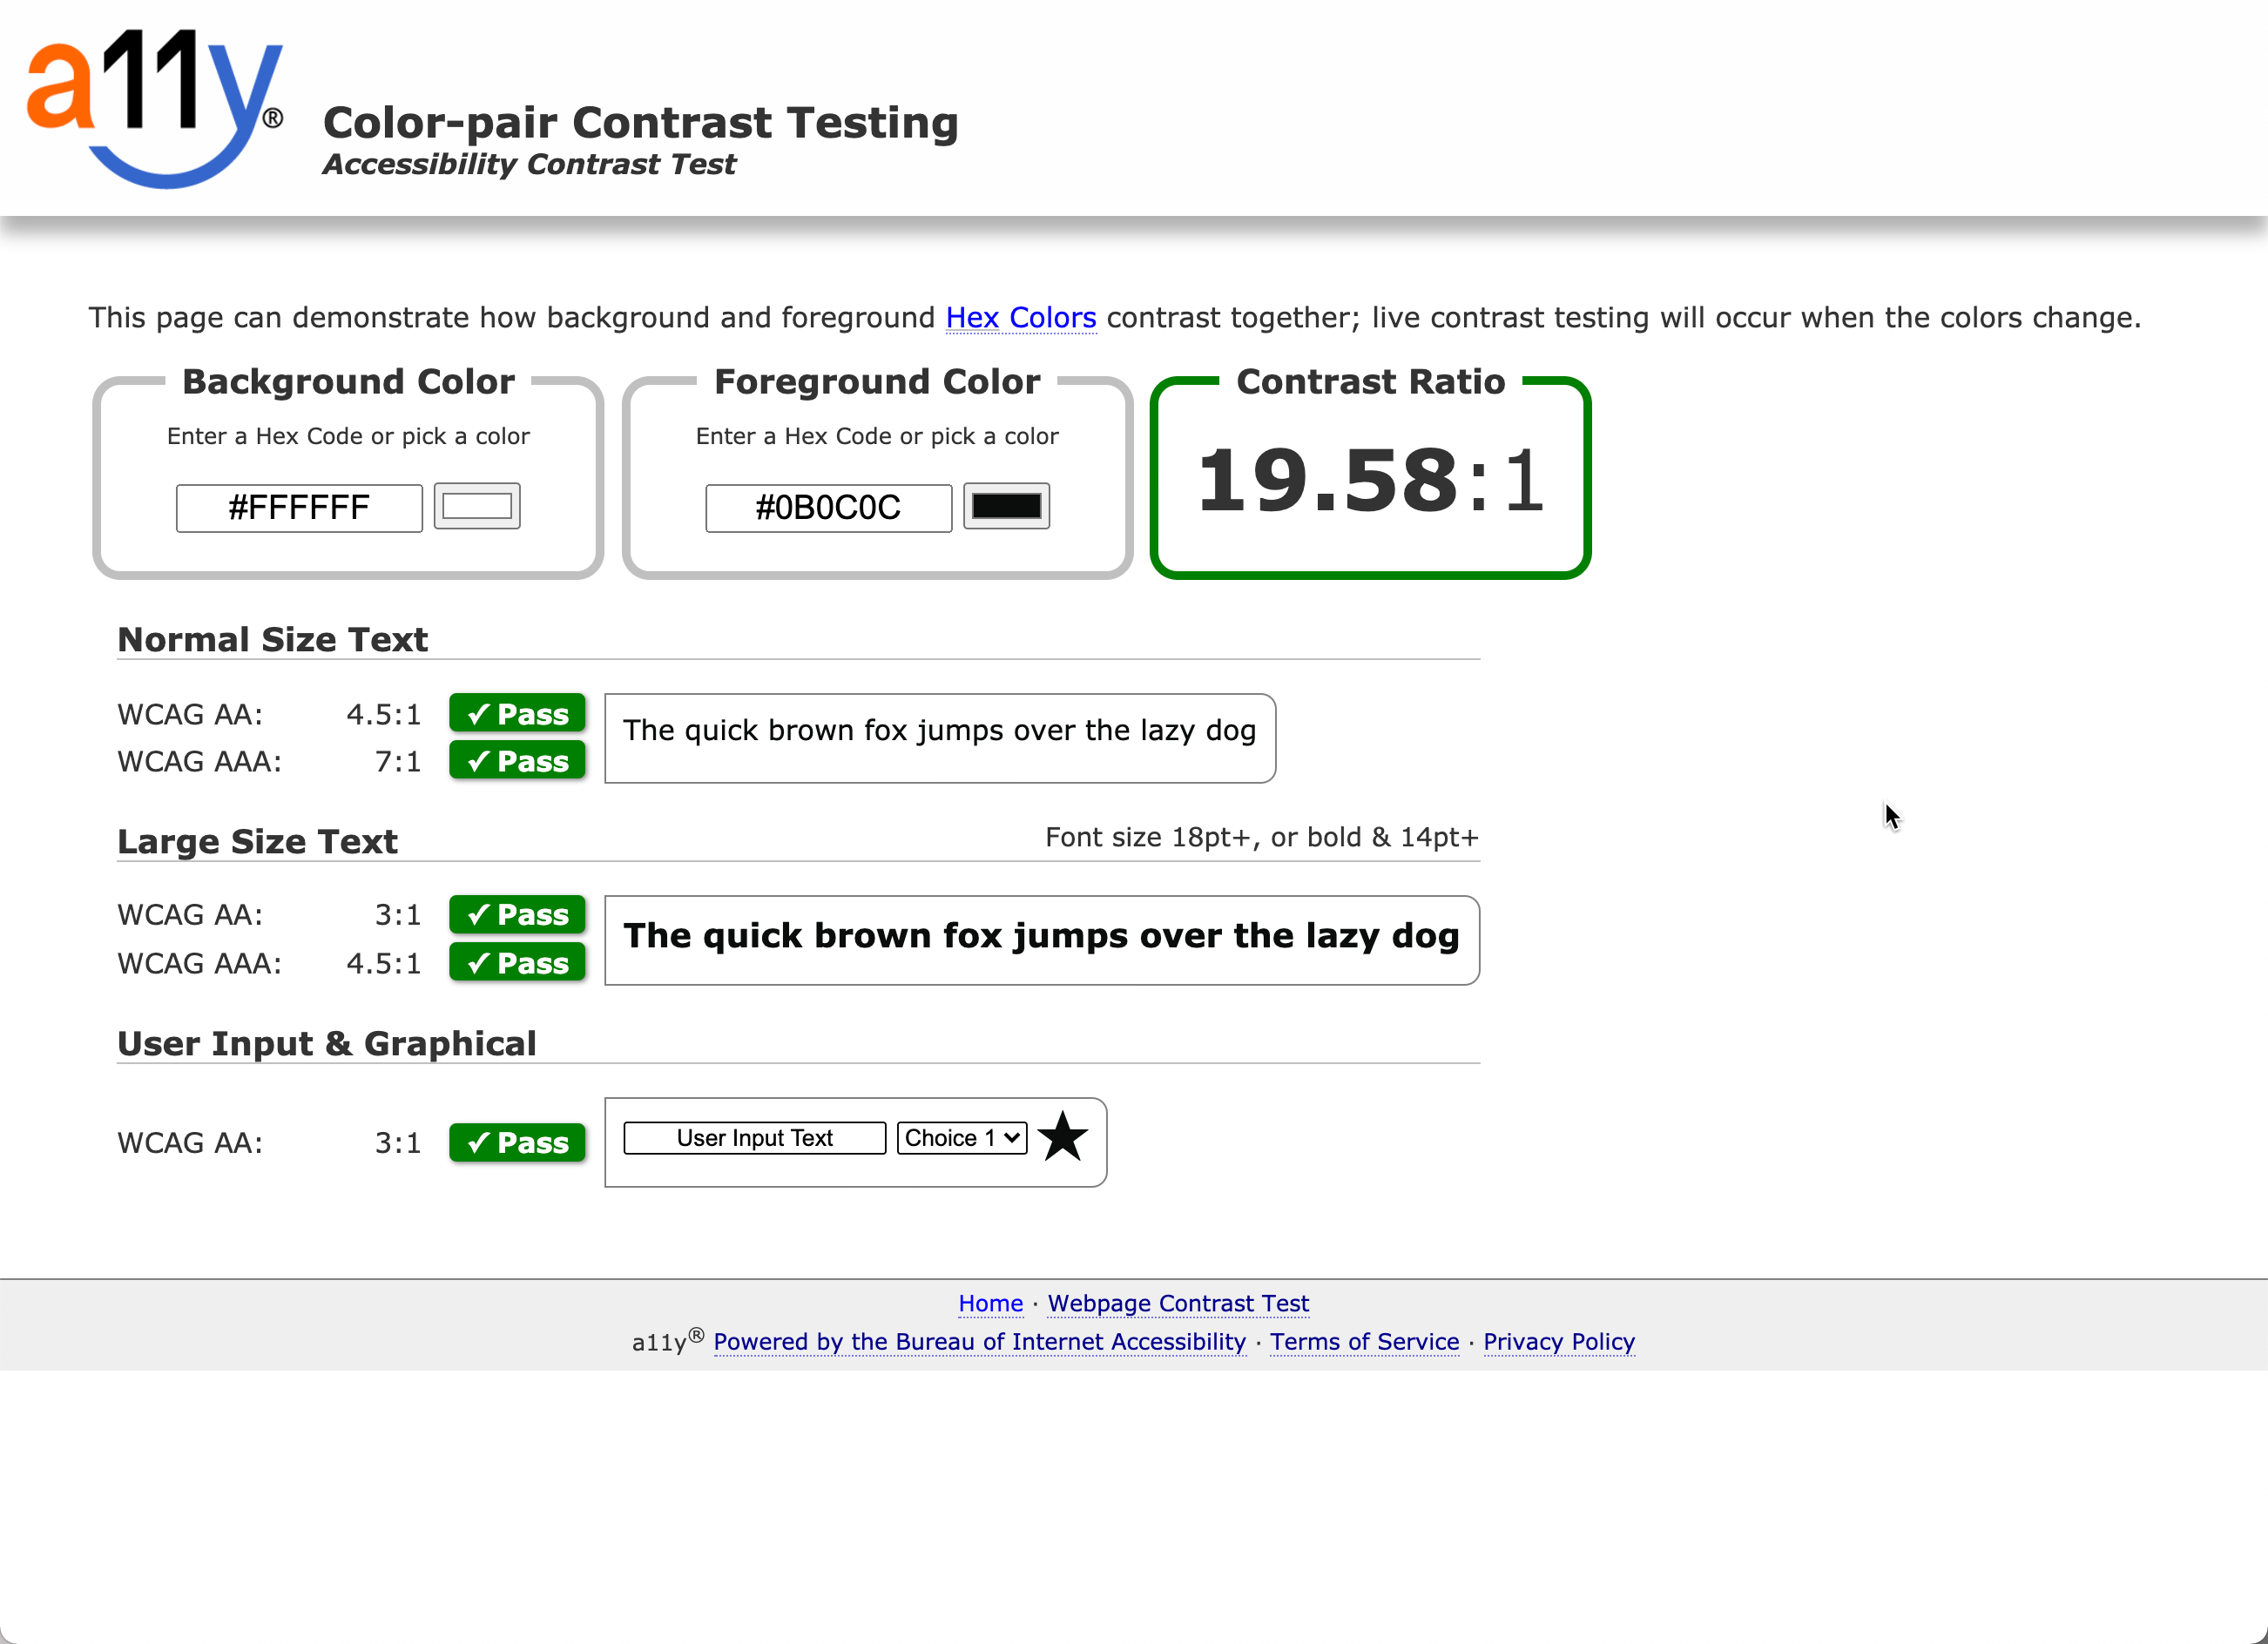 a11y®
Color-pair Contrast Testing
Accessibility Contrast Test
This page can demonstrate how background and foreground Hex Colors contrast together; live contrast testing will occur when the colors change.
Background Color
Enter a Hex Code or pick a color
#FFFFFF
Foreground Color
Enter a Hex Code or pick a color
#0B0C0C
Contrast Ratio
19.58:1
Normal Size Text
WCAG AA: 4.5:1 ✓ Pass
WCAG AAA: 7:1 ✓ Pass
The quick brown fox jumps over the lazy dog
Large Size Text Font size 18pt+, or bold & 14pt+
WCAG AA: 3:1 ✓ Pass
WCAG AAA: 4.5:1 ✓ Pass
The quick brown fox jumps over the lazy dog
User Input & Graphical
WCAG AA: 3:1 ✓ Pass
User Input Text Choice 1 ★
Home · Webpage Contrast Test
a11y® Powered by the Bureau of Internet Accessibility · Terms of Service · Privacy Policy